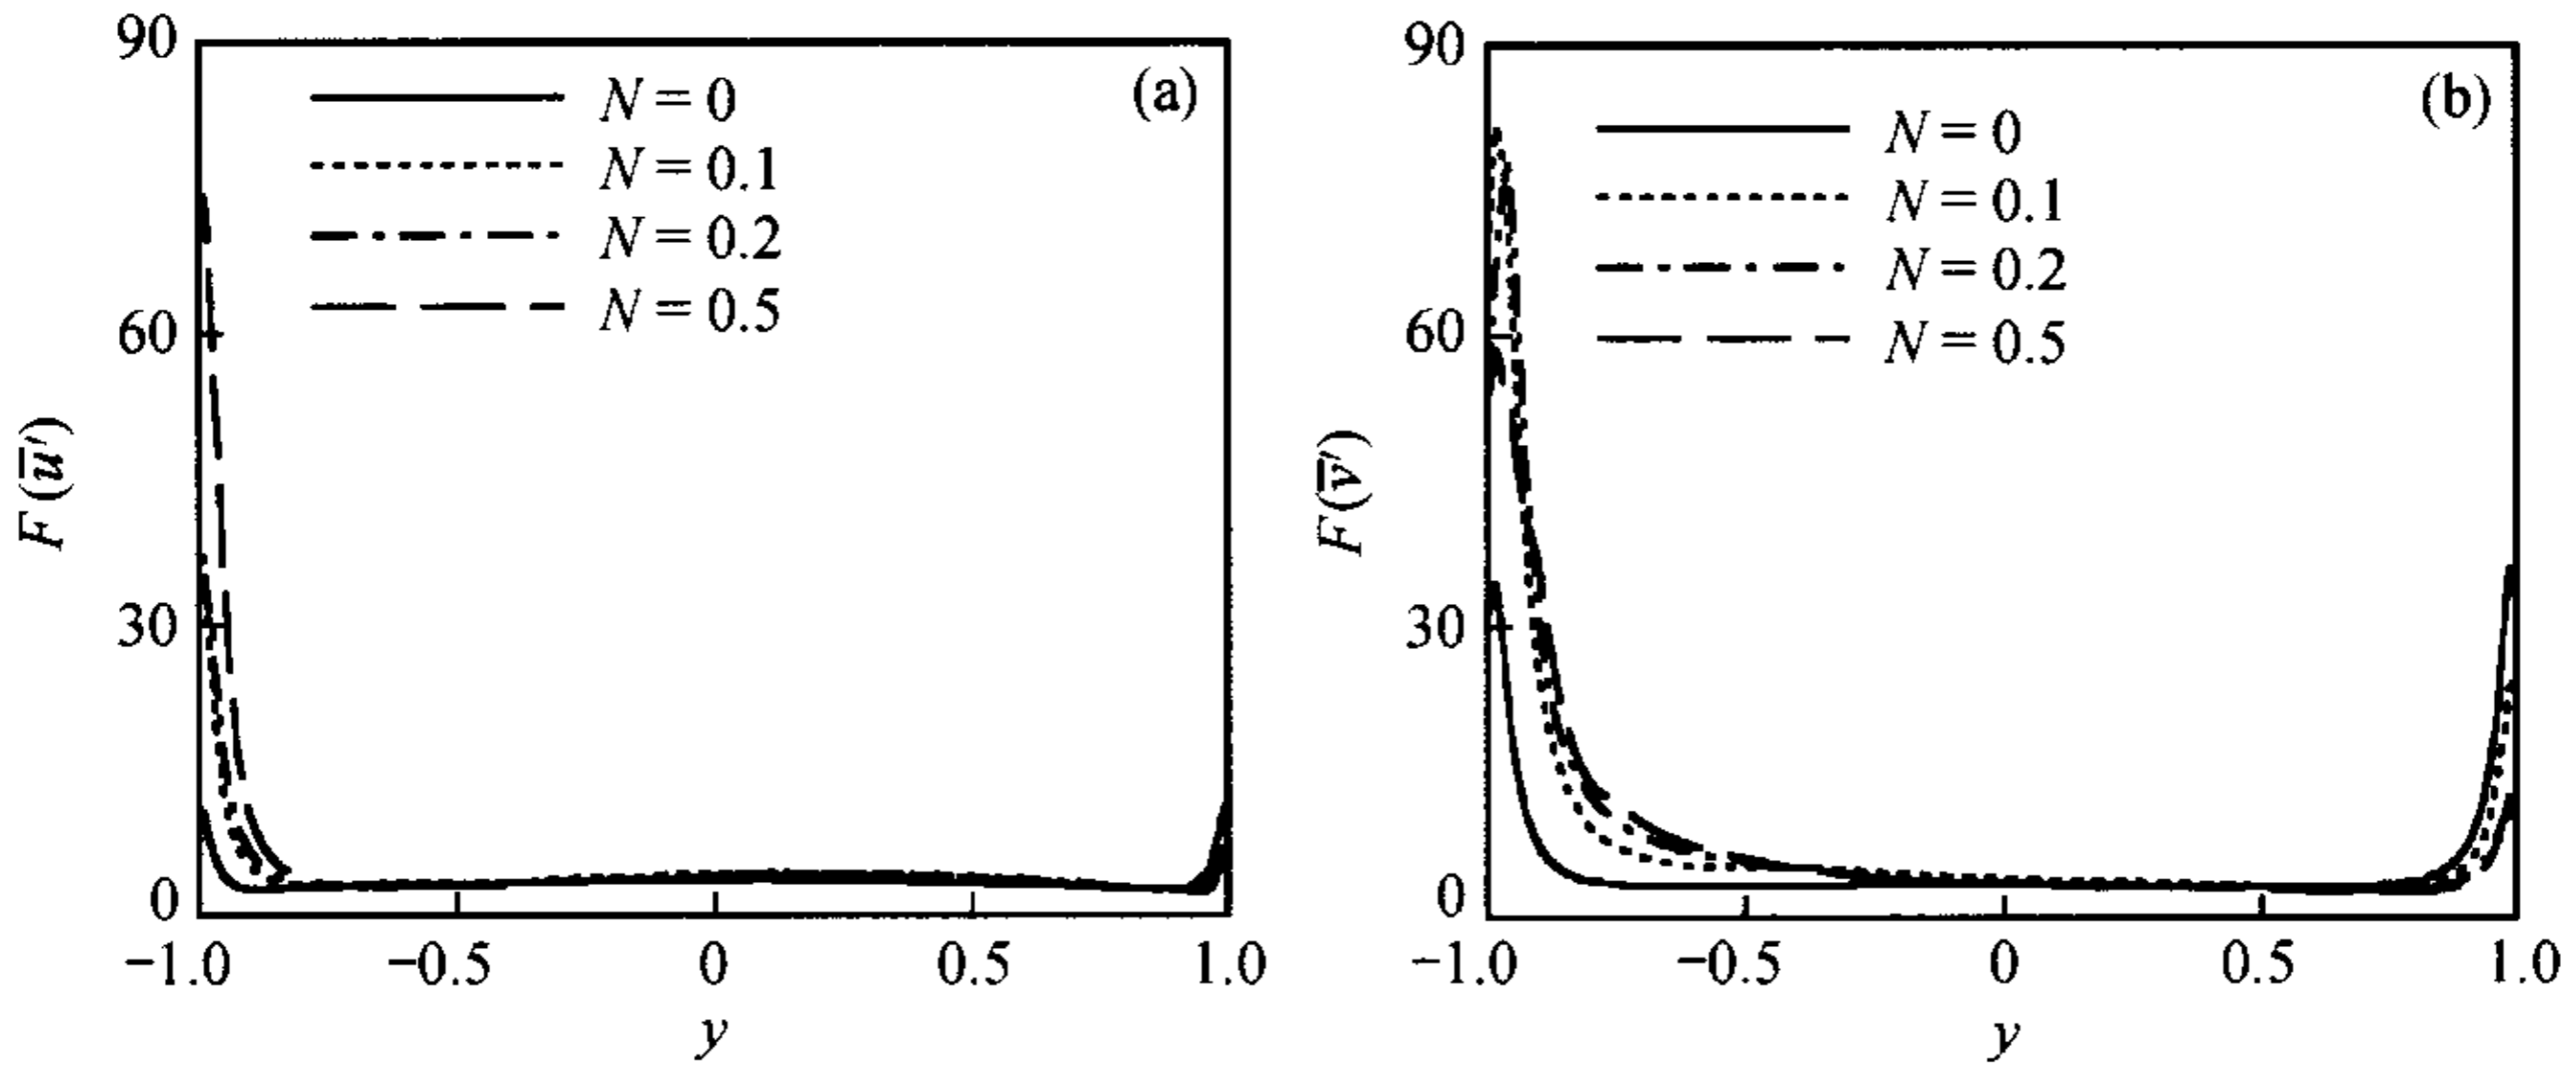 90
60
30
0
F(u̅′)
(a)
N = 0
N = 0.1
N = 0.2
N = 0.5
−1.0 −0.5 0 0.5 1.0
y
90
60
30
0
F(v̅′)
(b)
N = 0
N = 0.1
N = 0.2
N = 0.5
−1.0 −0.5 0 0.5 1.0
y